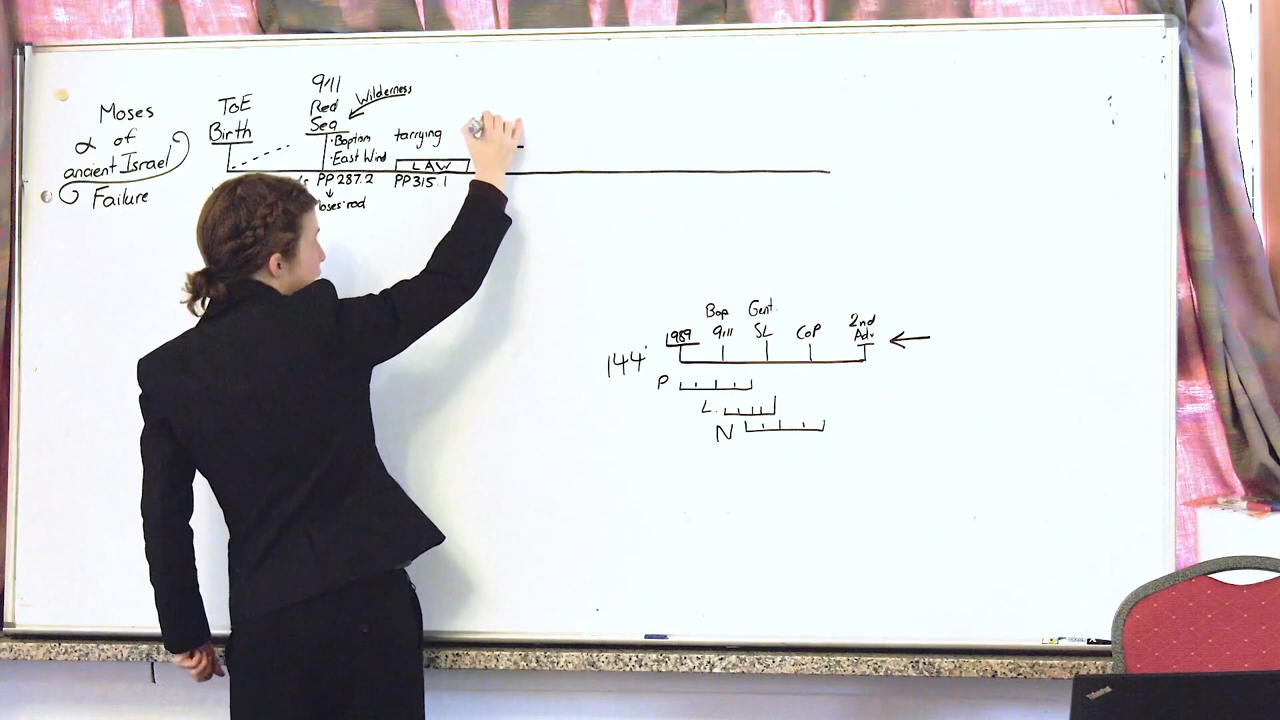 Moses
α of
ancient Israel
Failure
ToE
Birth
9/11
Red
Sea
Wilderness
• Baptism
• East Wind
tarrying
LAW
PP 287.2
PP 315.1
↓
Moses' rod
144
1989
Bap
9/11
Gent.
SL
CoP
2nd
Adv.
P
L.
N
ThinkPad